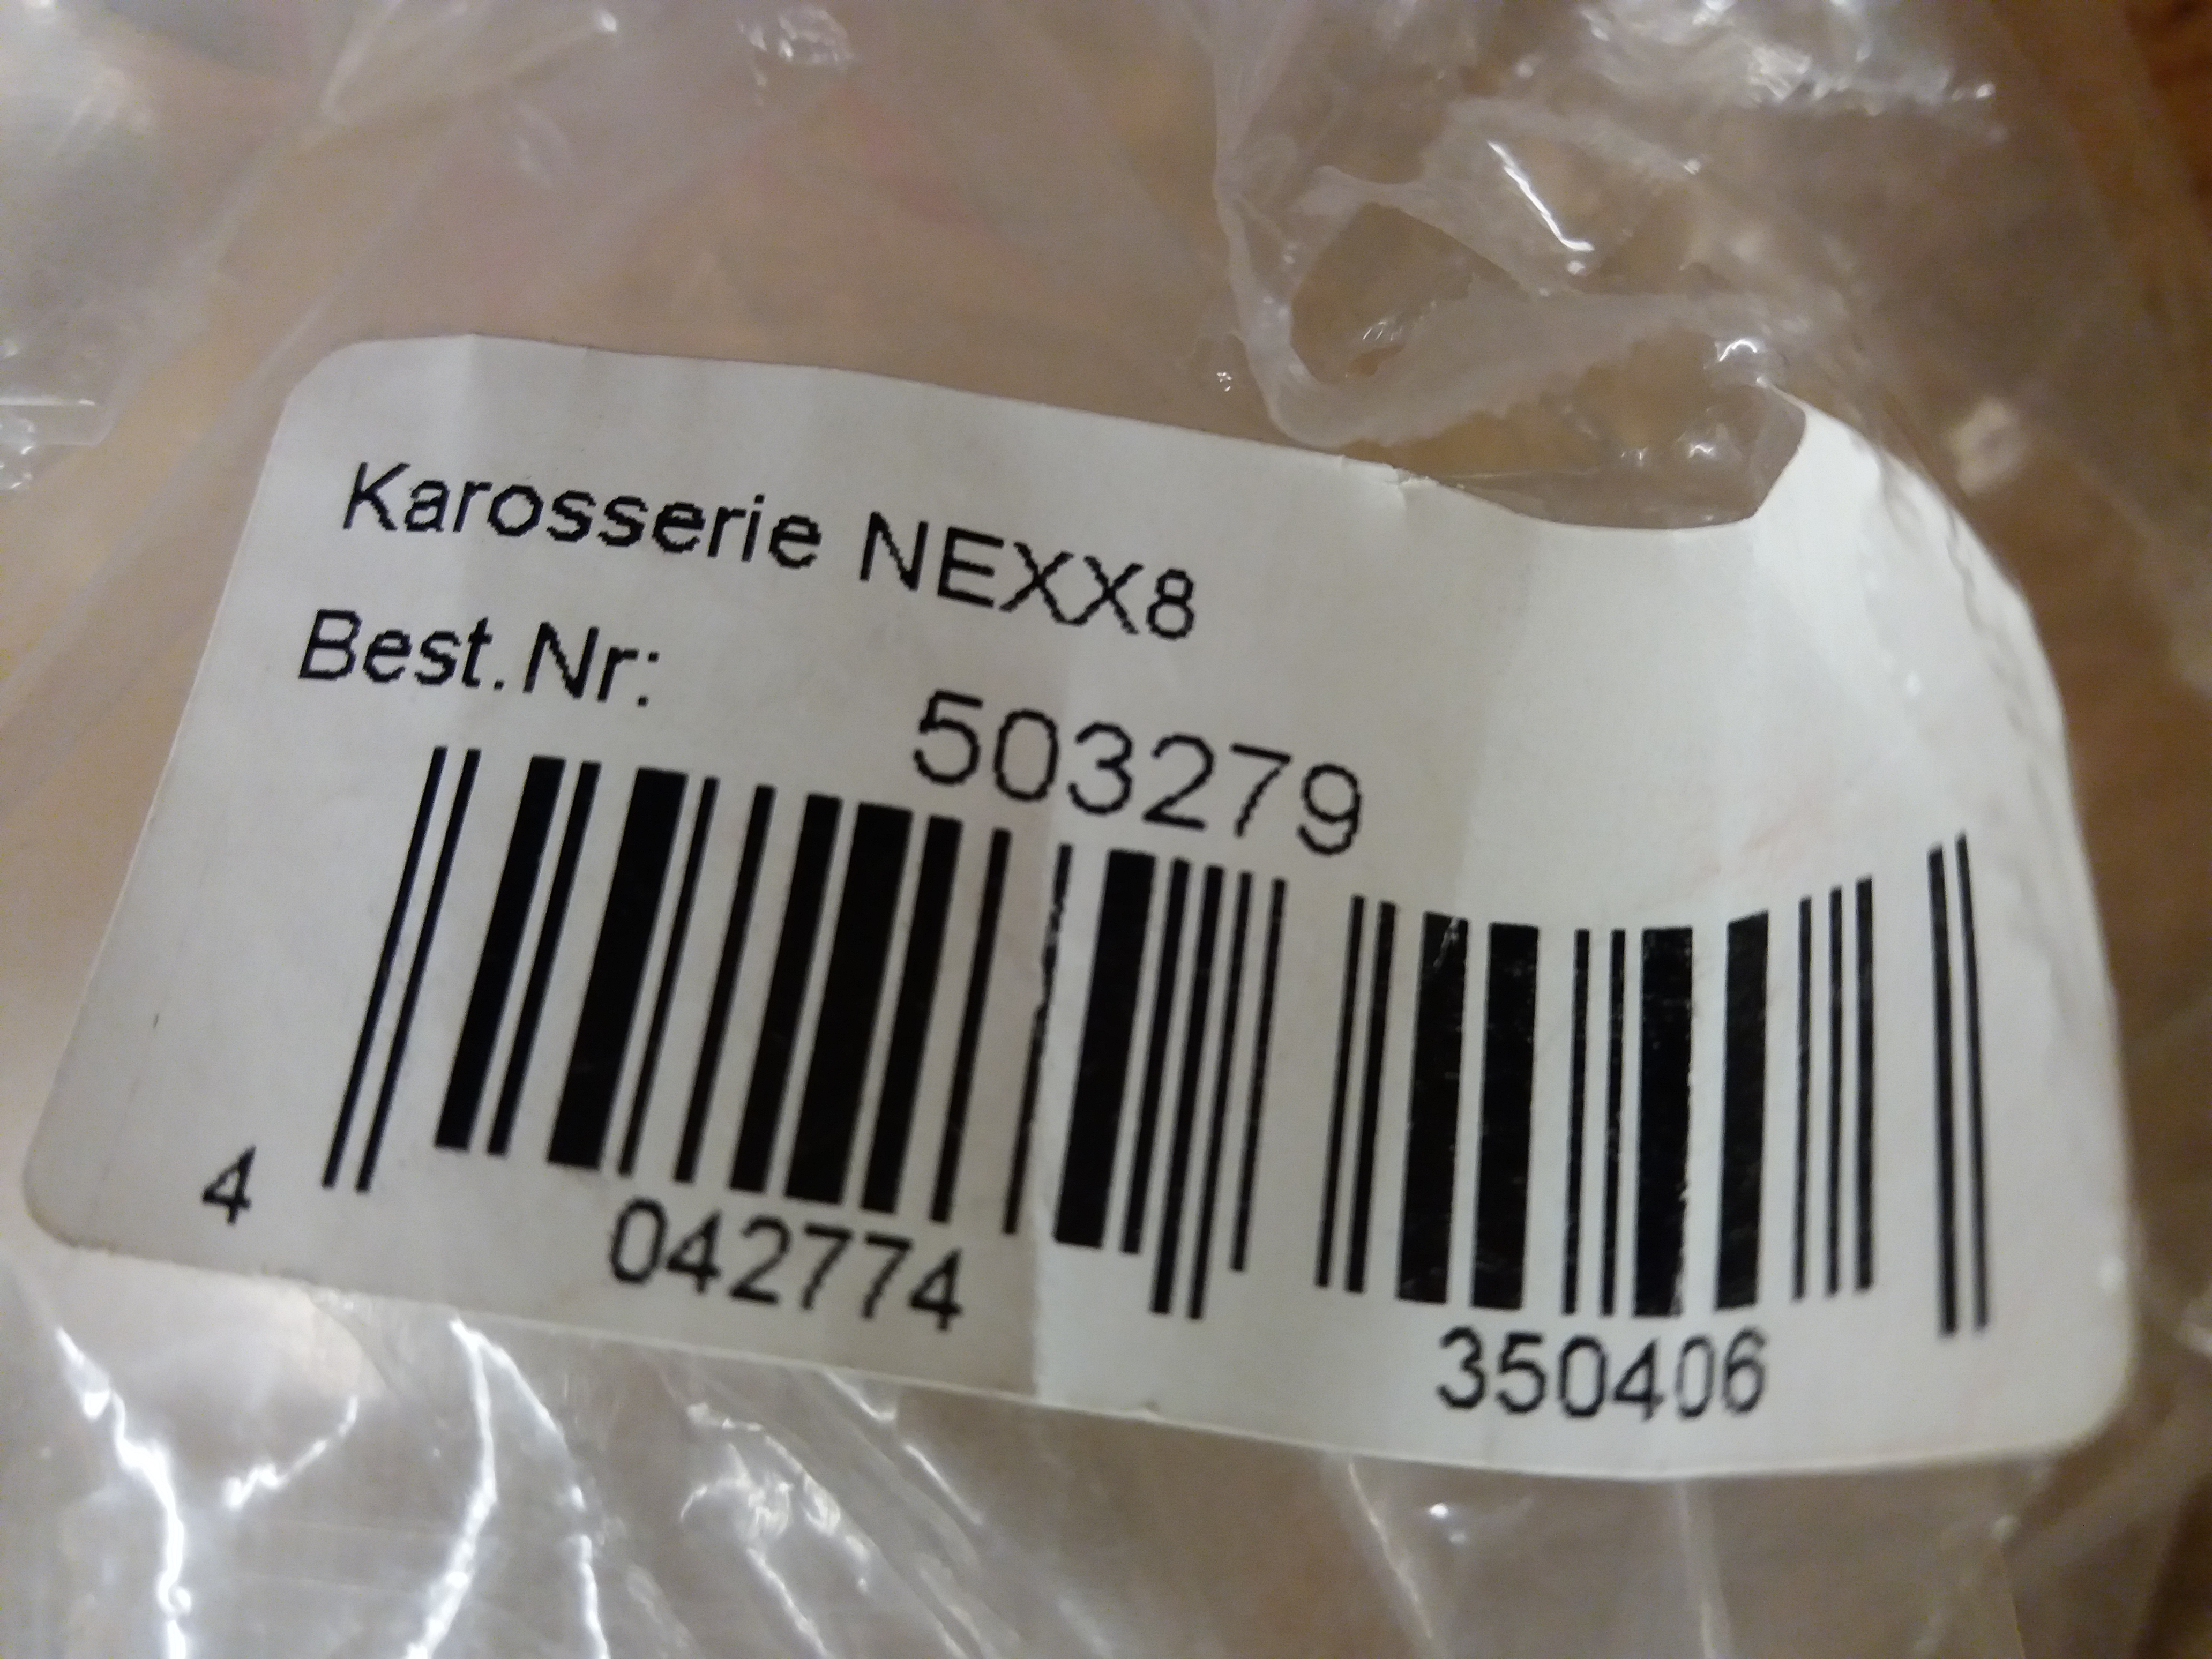 Karosserie NEXX8
Best.Nr:
503279
4 042774 350406